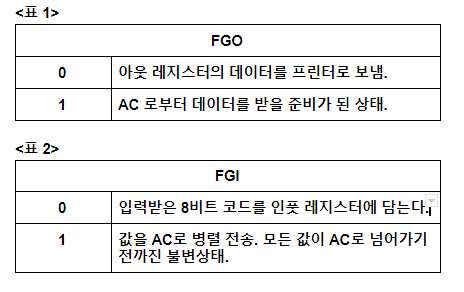 <표 1>
FGO
0 아웃 레지스터의 데이터를 프린터로 보냄.
1 AC 로부터 데이터를 받을 준비가 된 상태.
<표 2>
FGI
0 입력받은 8비트 코드를 인풋 레지스터에 담는다.
1 값을 AC로 병렬 전송. 모든 값이 AC로 넘어가기
전까진 불변상태.